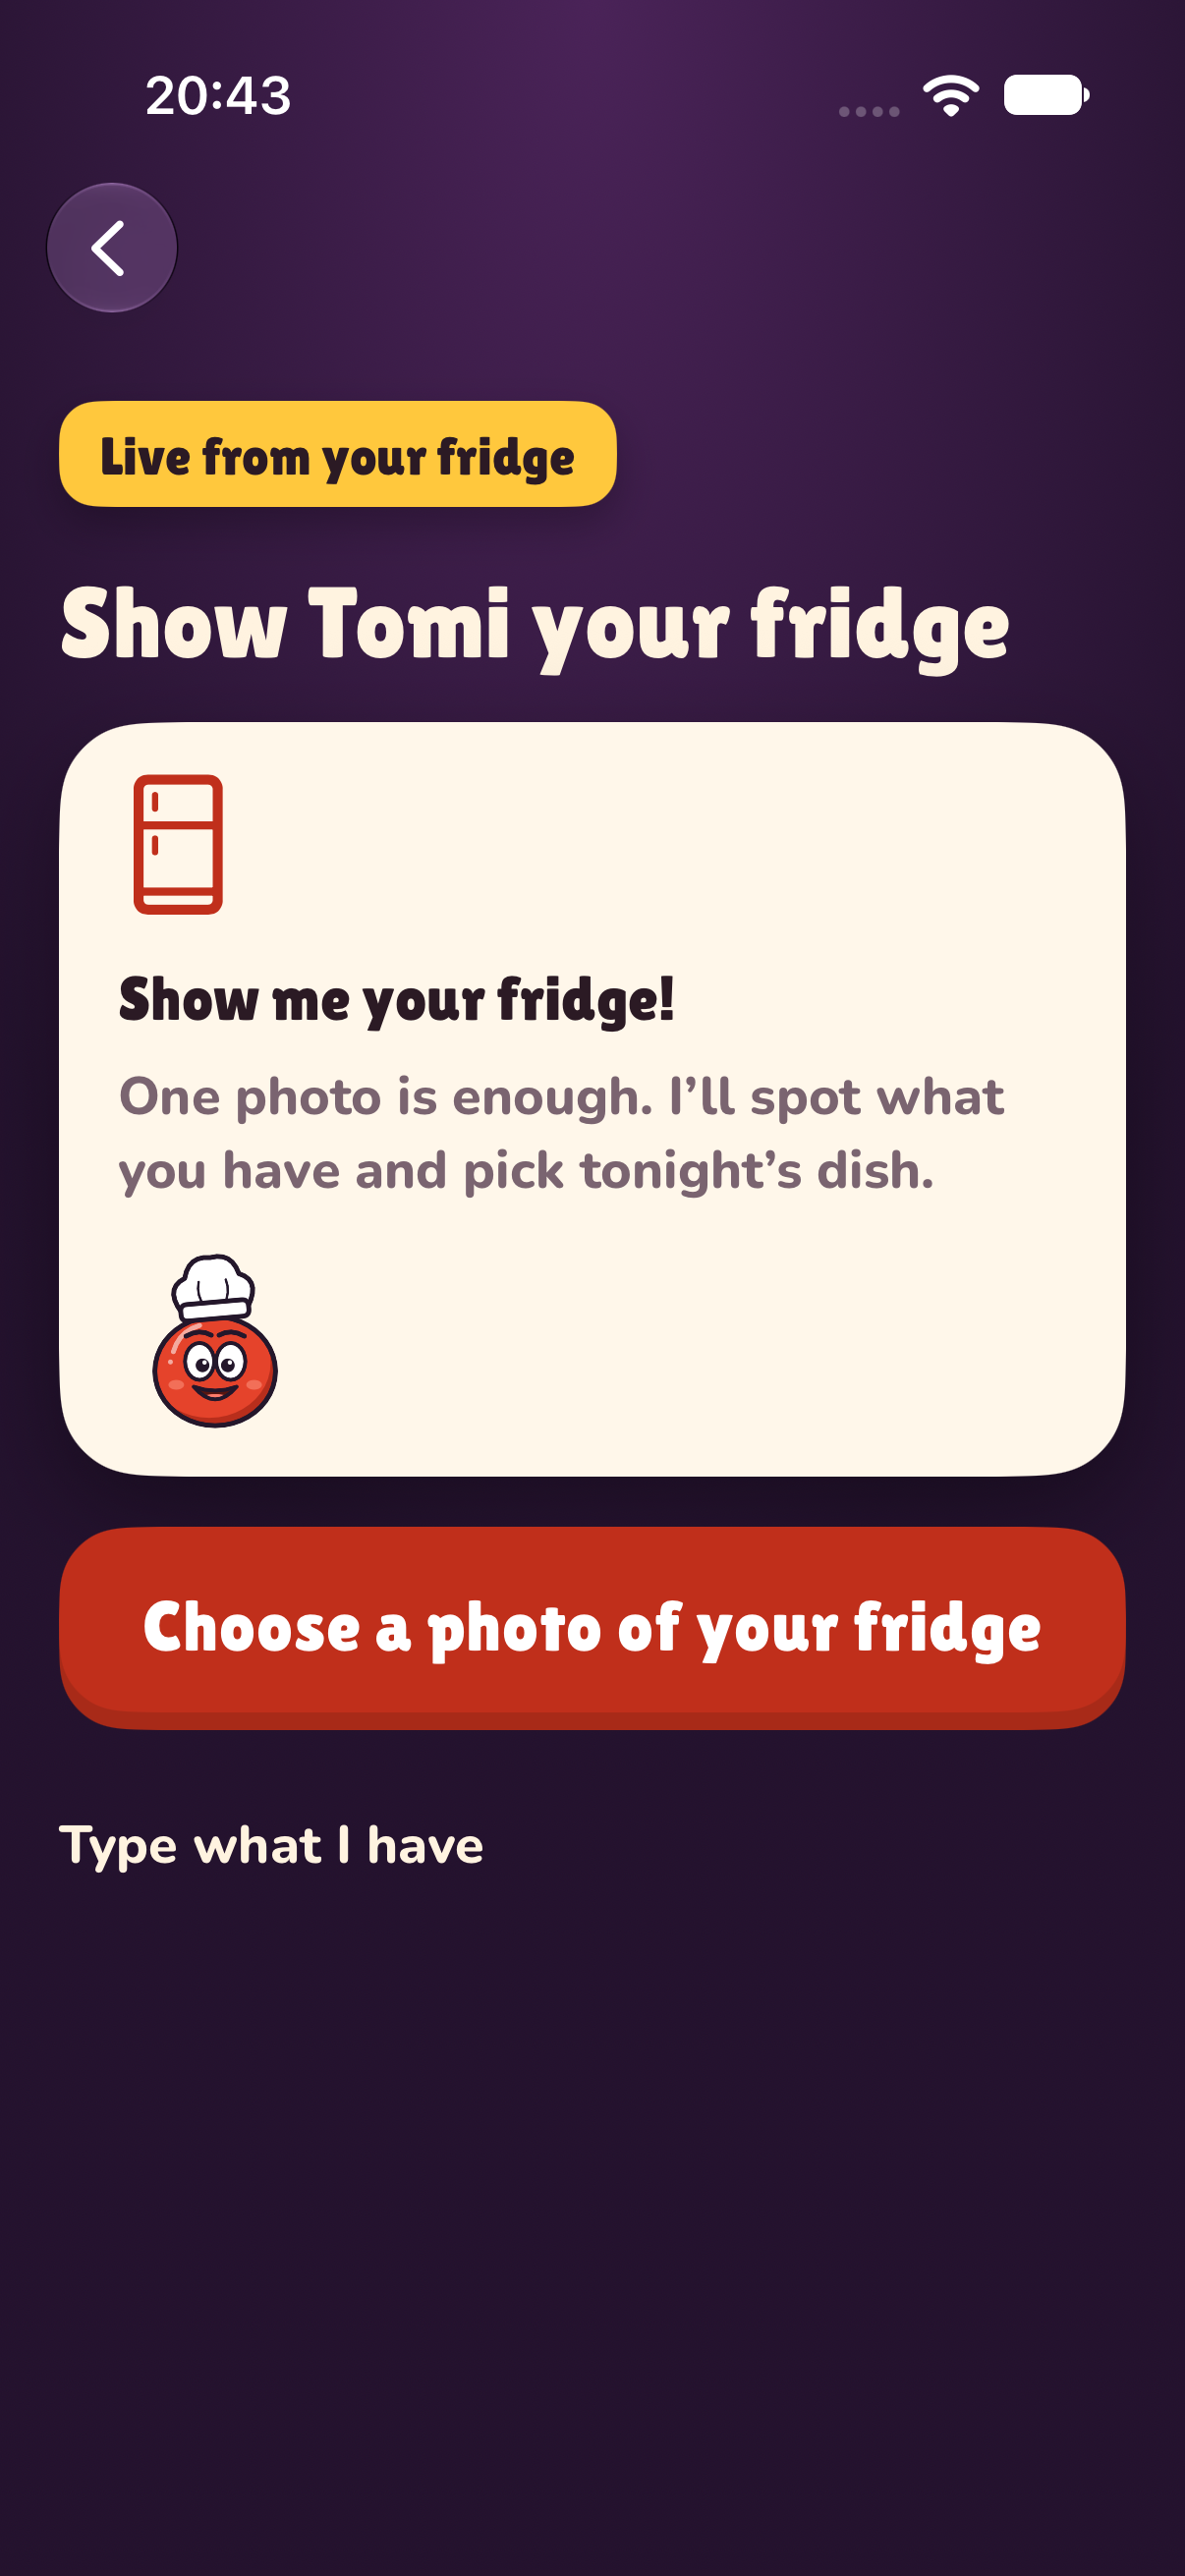 20:43
Live from your fridge
Show Tomi your fridge
Show me your fridge!
One photo is enough. I’ll spot what
you have and pick tonight’s dish.
Choose a photo of your fridge
Type what I have